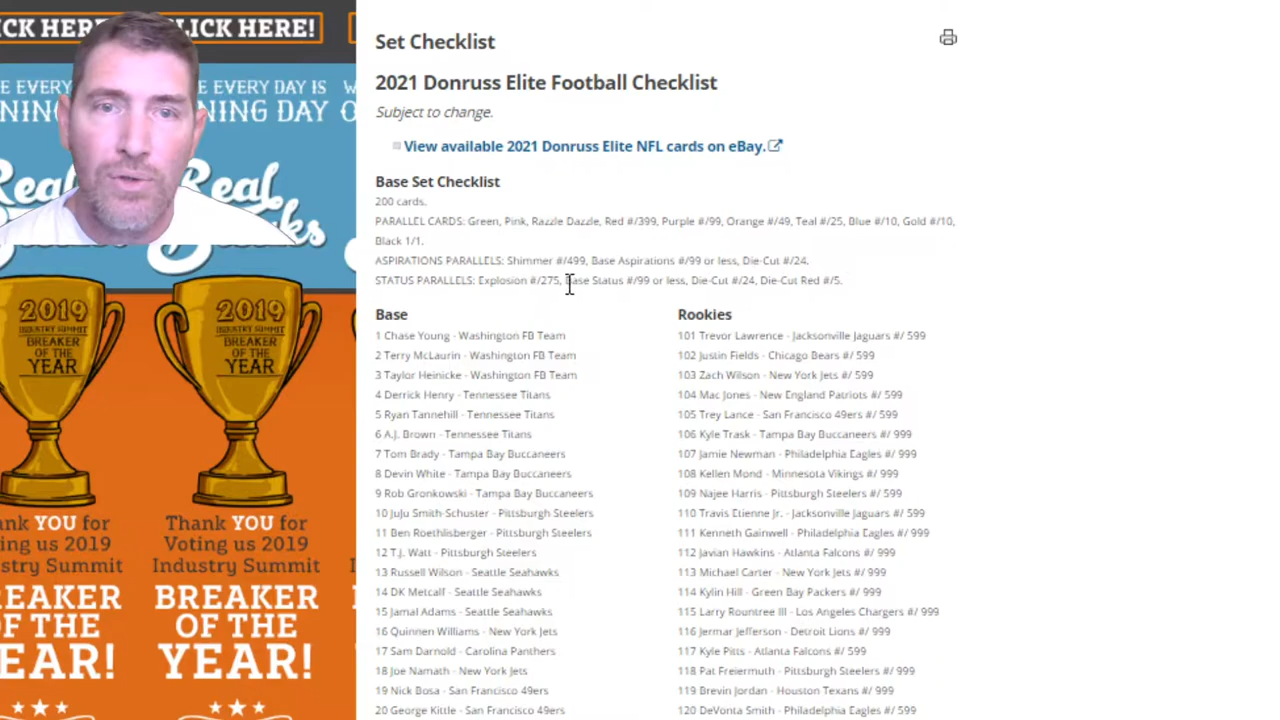 CK HERE!
CLICK HERE!
E EVERY
E EVERY DAY IS
NING DAY
Real
Real
Breaks
Set Checklist
2021 Donruss Elite Football Checklist
Subject to change.
View available 2021 Donruss Elite NFL cards on eBay.
Base Set Checklist
200 cards.
PARALLEL CARDS: Green, Pink, Razzle Dazzle, Red #/399, Purple #/99, Orange #/49, Teal #/25, Blue #/10, Gold #/10,
Black 1/1.
ASPIRATIONS PARALLELS: Shimmer #/499, Base Aspirations #/99 or less, Die-Cut #/24.
STATUS PARALLELS: Explosion #/275, Base Status #/99 or less, Die-Cut #/24, Die-Cut Red #/5.
Base
1 Chase Young - Washington FB Team
2 Terry McLaurin - Washington FB Team
3 Taylor Heinicke - Washington FB Team
4 Derrick Henry - Tennessee Titans
5 Ryan Tannehill - Tennessee Titans
6 A.J. Brown - Tennessee Titans
7 Tom Brady - Tampa Bay Buccaneers
8 Devin White - Tampa Bay Buccaneers
9 Rob Gronkowski - Tampa Bay Buccaneers
10 JuJu Smith-Schuster - Pittsburgh Steelers
11 Ben Roethlisberger - Pittsburgh Steelers
12 T.J. Watt - Pittsburgh Steelers
13 Russell Wilson - Seattle Seahawks
14 DK Metcalf - Seattle Seahawks
15 Jamal Adams - Seattle Seahawks
16 Quinnen Williams - New York Jets
17 Sam Darnold - Carolina Panthers
18 Joe Namath - New York Jets
19 Nick Bosa - San Francisco 49ers
20 George Kittle - San Francisco 49ers
Rookies
101 Trevor Lawrence - Jacksonville Jaguars #/ 599
102 Justin Fields - Chicago Bears #/ 599
103 Zach Wilson - New York Jets #/ 599
104 Mac Jones - New England Patriots #/ 599
105 Trey Lance - San Francisco 49ers #/ 599
106 Kyle Trask - Tampa Bay Buccaneers #/ 999
107 Jamie Newman - Philadelphia Eagles #/ 999
108 Kellen Mond - Minnesota Vikings #/ 999
109 Najee Harris - Pittsburgh Steelers #/ 599
110 Travis Etienne Jr. - Jacksonville Jaguars #/ 599
111 Kenneth Gainwell - Philadelphia Eagles #/ 999
112 Javian Hawkins - Atlanta Falcons #/ 999
113 Michael Carter - New York Jets #/ 999
114 Kylin Hill - Green Bay Packers #/ 999
115 Larry Rountree III - Los Angeles Chargers #/ 999
116 Jermar Jefferson - Detroit Lions #/ 999
117 Kyle Pitts - Atlanta Falcons #/ 599
118 Pat Freiermuth - Pittsburgh Steelers #/ 999
119 Brevin Jordan - Houston Texans #/ 999
120 DeVonta Smith - Philadelphia Eagles #/ 599
2019
INDUSTRY SUMMIT
BREAKER
OF THE
YEAR
2019
INDUSTRY SUMMIT
BREAKER
OF THE
YEAR
ank YOU for
ing us 2019
ustry Summit
REAKER
OF THE
EAR!
Thank YOU for
Voting us 2019
Industry Summit
BREAKER
OF THE
YEAR!